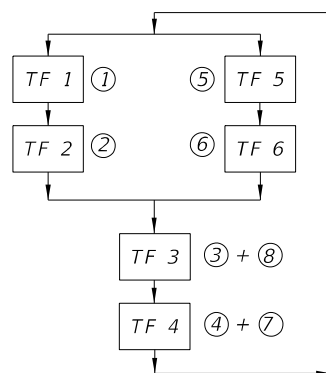 TF 1 ① ⑤ TF 5
TF 2 ② ⑥ TF 6
TF 3 ③ + ⑧
TF 4 ④ + ⑦